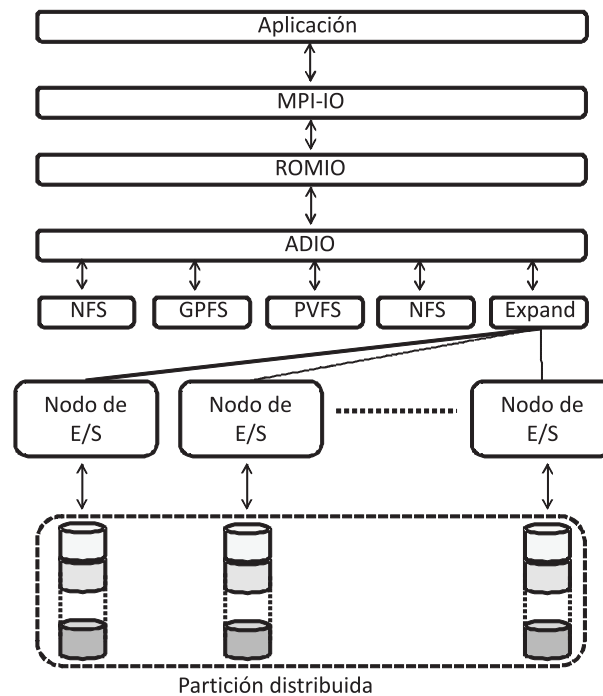 Aplicación
MPI-IO
ROMIO
ADIO
NFS
GPFS
PVFS
NFS
Expand
Nodo de
E/S
Nodo de
E/S
Nodo de
E/S
Partición distribuida